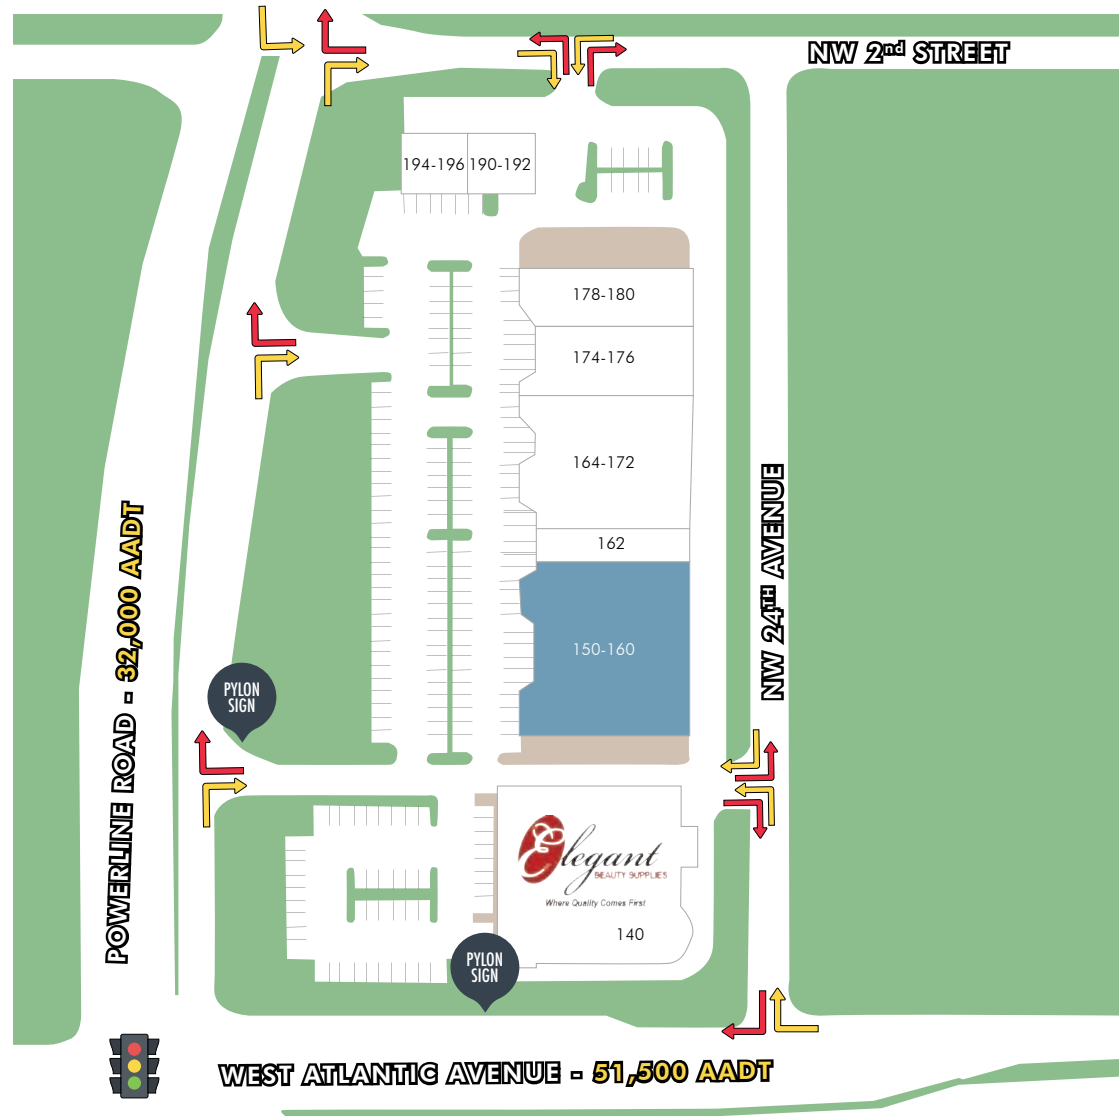 NW 2nd STREET
194-196
190-192
178-180
174-176
164-172
162
150-160
NW 24TH AVENUE
POWERLINE ROAD - 32,000 AADT
PYLON
SIGN
Elegant
BEAUTY SUPPLIES
Where Quality Comes First
140
PYLON
SIGN
WEST ATLANTIC AVENUE - 51,500 AADT